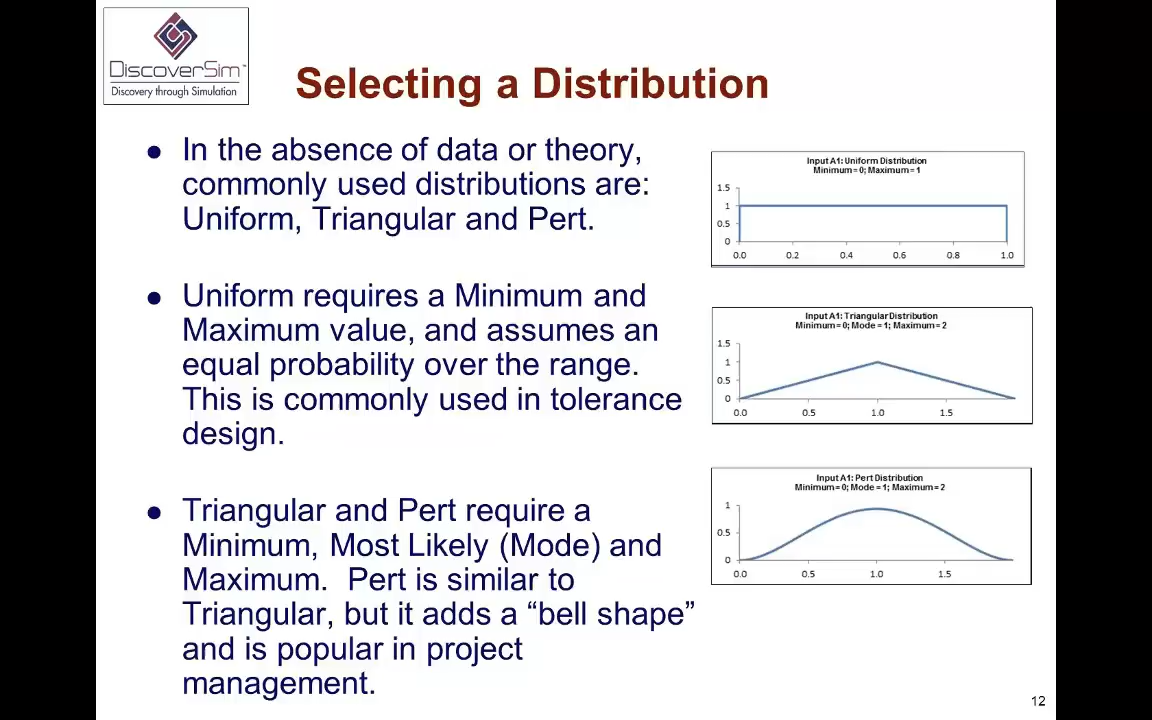 DiscoverSim™
Discovery through Simulation
Selecting a Distribution
● In the absence of data or theory,
commonly used distributions are:
Uniform, Triangular and Pert.
● Uniform requires a Minimum and
Maximum value, and assumes an
equal probability over the range.
This is commonly used in tolerance
design.
● Triangular and Pert require a
Minimum, Most Likely (Mode) and
Maximum.  Pert is similar to
Triangular, but it adds a “bell shape”
and is popular in project
management.
Input A1: Uniform Distribution
Minimum = 0; Maximum = 1
1.5
1
0.5
0
0.0 0.2 0.4 0.6 0.8 1.0
Input A1: Triangular Distribution
Minimum = 0; Mode = 1; Maximum = 2
1.5
1
0.5
0
0.0 0.5 1.0 1.5
Input A1: Pert Distribution
Minimum = 0; Mode = 1; Maximum = 2
1
0.5
0
0.0 0.5 1.0 1.5
12